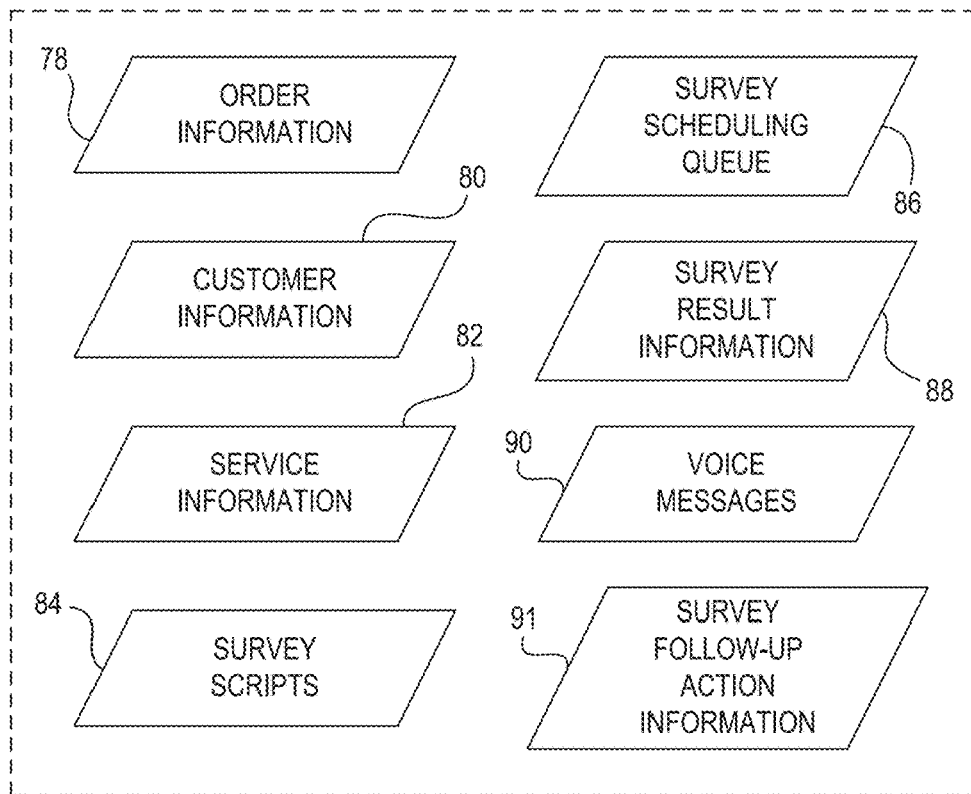 78
ORDER
INFORMATION
80
CUSTOMER
INFORMATION
82
SERVICE
INFORMATION
84
SURVEY
SCRIPTS
SURVEY
SCHEDULING
QUEUE
86
SURVEY
RESULT
INFORMATION
88
90
VOICE
MESSAGES
91
SURVEY
FOLLOW-UP
ACTION
INFORMATION